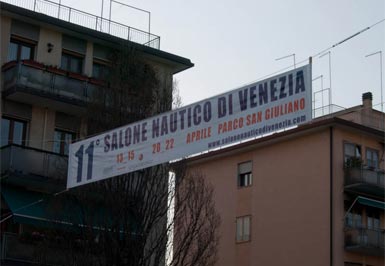 11° SALONE NAUTICO DI VENEZIA
13-15 e 20-22 APRILE PARCO SAN GIULIANO
www.salonenauticodivenezia.com